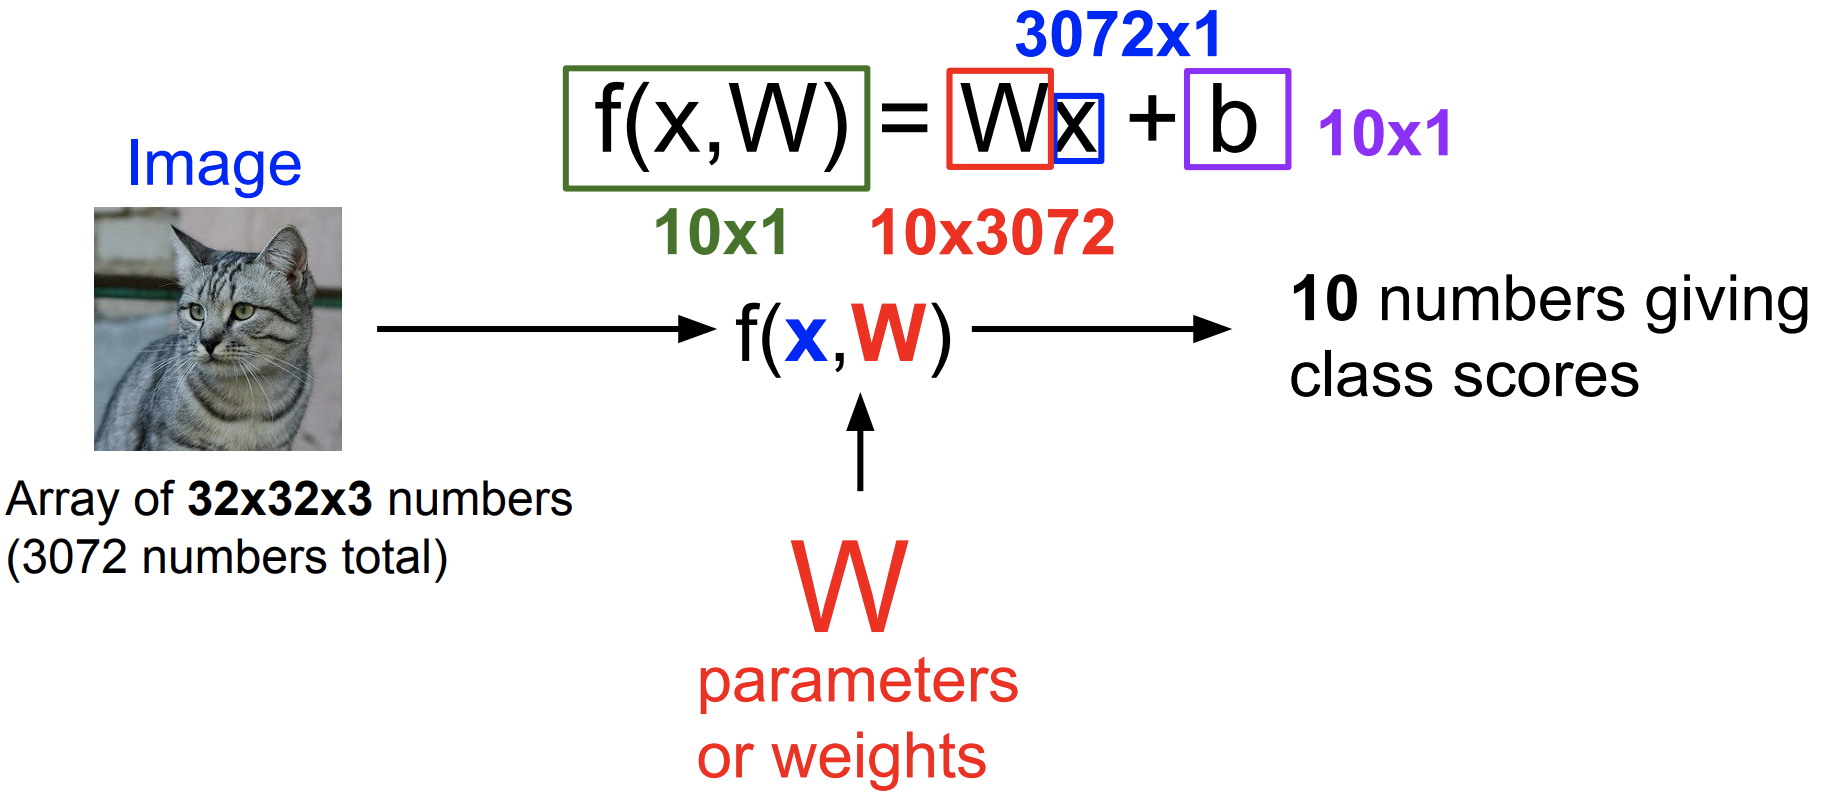 3072x1
f(x,W) = Wx + b 10x1
10x1 10x3072
Image
f(x,W)
10 numbers giving
class scores
Array of 32x32x3 numbers
(3072 numbers total)
W
parameters
or weights